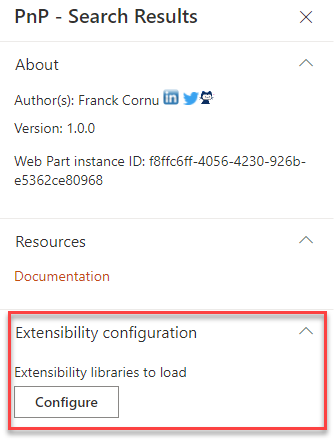 PnP - Search Results
About
Author(s): Franck Cornu in
Version: 1.0.0
Web Part instance ID: f8ffc6ff-4056-4230-926b-
e5362ce80968
Resources
Documentation
Extensibility configuration
Extensibility libraries to load
Configure